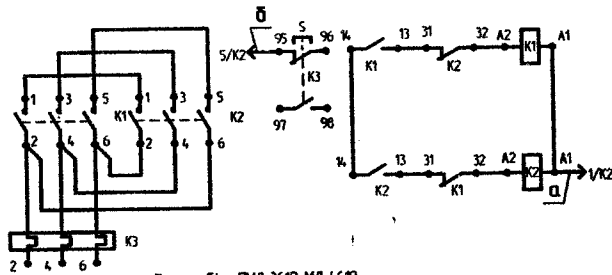 ā S
95 96 14 13 31 32 A2 K1 A1
5/K2 K3 K1 K2
1 3 5 1 3 5
K1 K2
97 98
2 4 6 2 4 6
14 13 31 32 A2 K2 A1
K2 K1 a 1/K2
K3
2 4 6